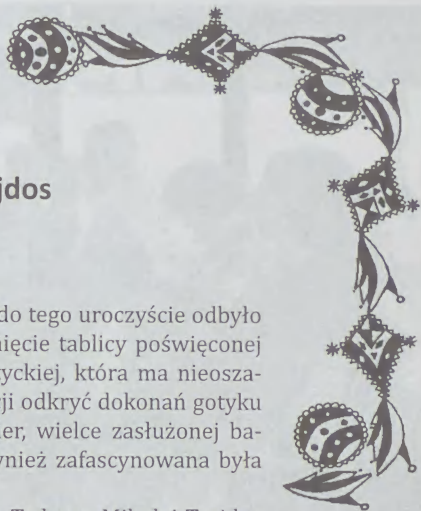 jdos
do tego uroczyście odbyło
nięcie tablicy poświęconej
yckiej, która ma nieosza-
ji odkryć dokonań gotyku
er, wielce zasłużonej ba-
wnież zafascynowana była